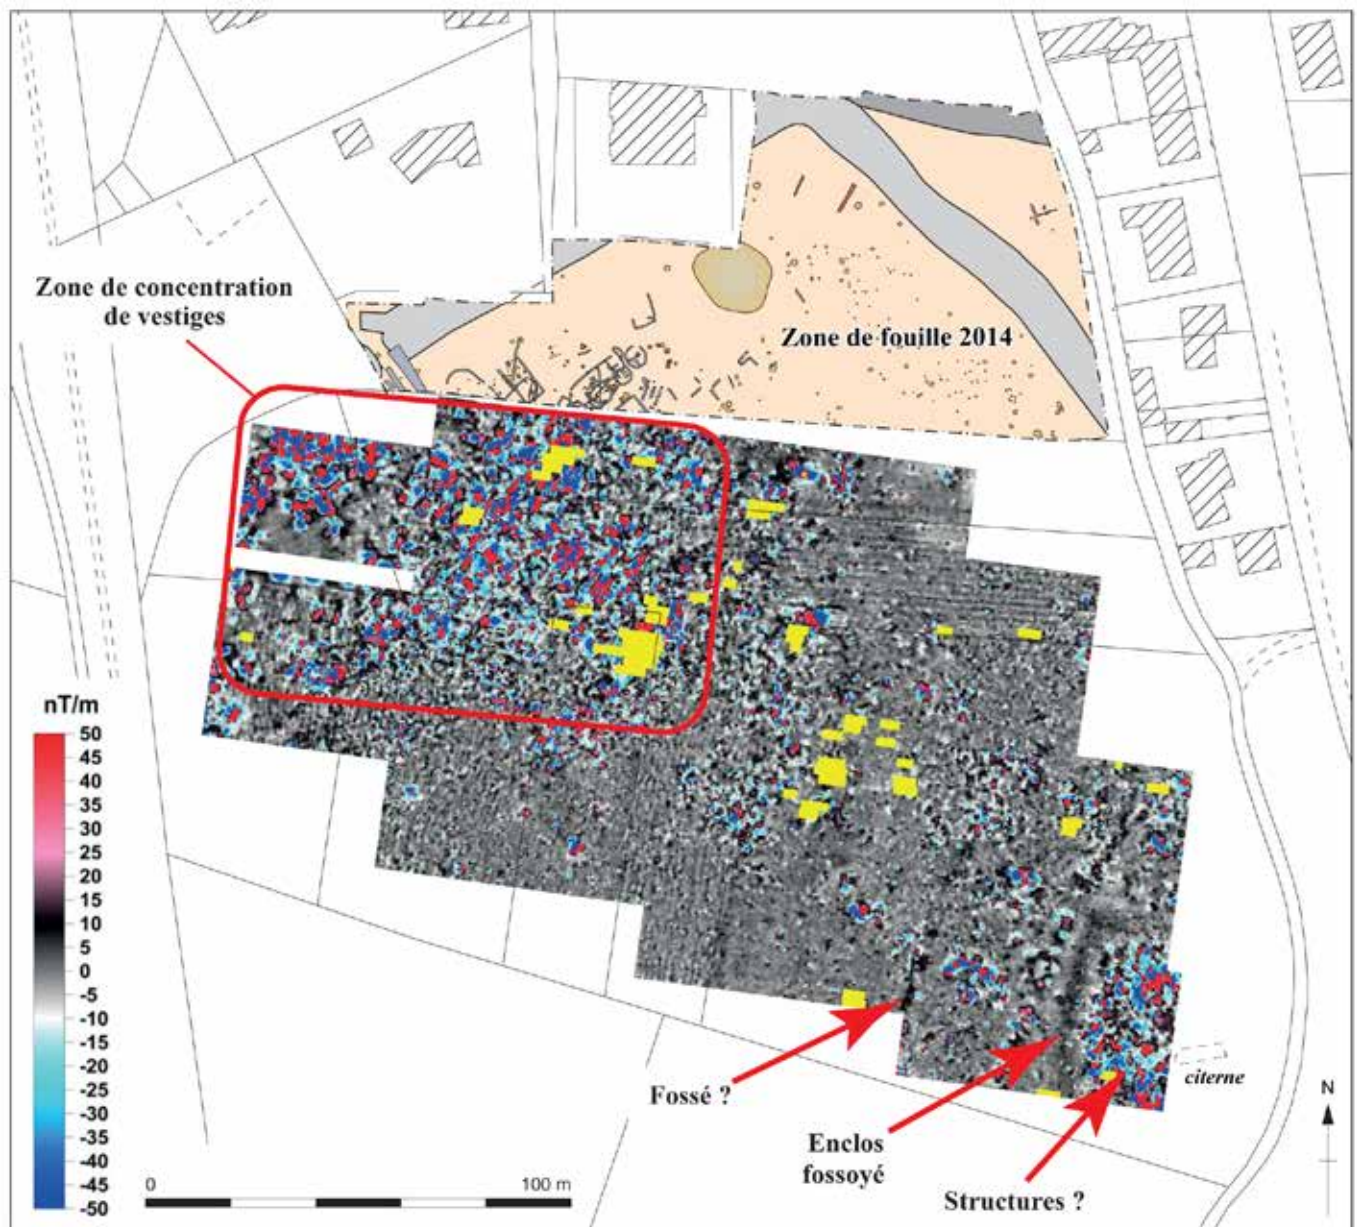 Zone de concentration
de vestiges
Zone de fouille 2014
nT/m
50
45
40
35
30
25
20
15
10
5
0
-5
-10
-15
-20
-25
-30
-35
-40
-45
-50
Fossé ?
Enclos
fossoyé
Structures ?
citerne
N
0 100 m